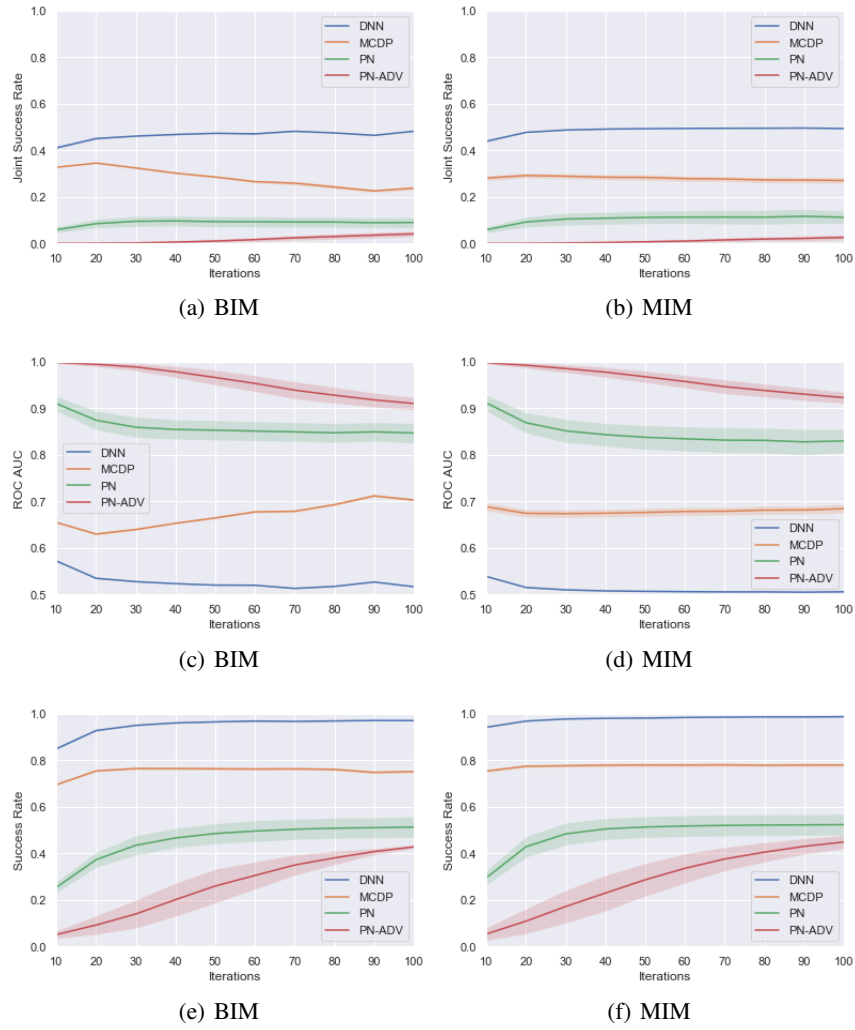 1.0
0.8
0.6
0.4
0.2
0.0
Joint Success Rate
DNN
MCDP
PN
PN-ADV
10 20 30 40 50 60 70 80 90 100
Iterations
(a) BIM
1.0
0.8
0.6
0.4
0.2
0.0
Joint Success Rate
DNN
MCDP
PN
PN-ADV
10 20 30 40 50 60 70 80 90 100
Iterations
(b) MIM
1.0
0.9
0.8
0.7
0.6
0.5
ROC AUC
DNN
MCDP
PN
PN-ADV
10 20 30 40 50 60 70 80 90 100
Iterations
(c) BIM
1.0
0.9
0.8
0.7
0.6
0.5
ROC AUC
DNN
MCDP
PN
PN-ADV
10 20 30 40 50 60 70 80 90 100
Iterations
(d) MIM
1.0
0.8
0.6
0.4
0.2
0.0
Success Rate
DNN
MCDP
PN
PN-ADV
10 20 30 40 50 60 70 80 90 100
Iterations
(e) BIM
1.0
0.8
0.6
0.4
0.2
0.0
Success Rate
DNN
MCDP
PN
PN-ADV
10 20 30 40 50 60 70 80 90 100
Iterations
(f) MIM